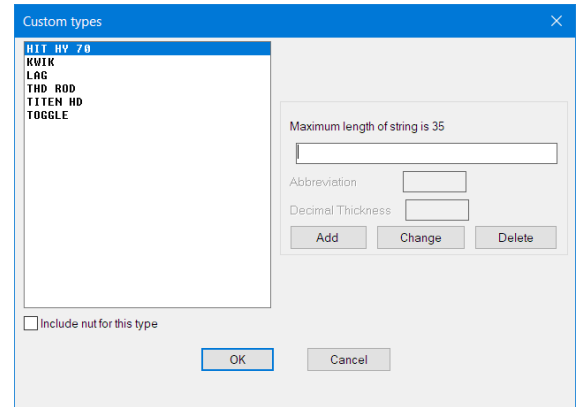 Custom types
HIT HY 70
KWIK
LAG
THD ROD
TITEN HD
TOGGLE
Maximum length of string is 35
Abbreviation
Decimal Thickness
Add Change Delete
Include nut for this type
OK Cancel